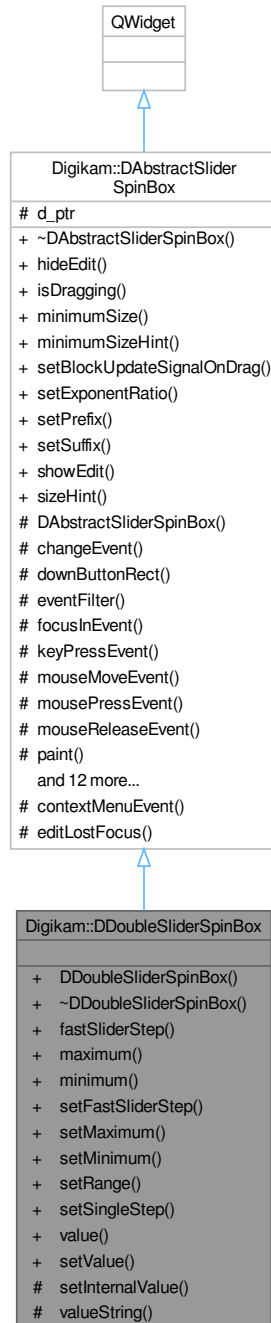 QWidget
Digikam::DAbstractSlider
SpinBox
# d_ptr
+ ~DAbstractSliderSpinBox()
+ hideEdit()
+ isDragging()
+ minimumSize()
+ minimumSizeHint()
+ setBlockUpdateSignalOnDrag()
+ setExponentRatio()
+ setPrefix()
+ setSuffix()
+ showEdit()
+ sizeHint()
# DAbstractSliderSpinBox()
# changeEvent()
# downButtonRect()
# eventFilter()
# focusInEvent()
# keyPressEvent()
# mouseMoveEvent()
# mousePressEvent()
# mouseReleaseEvent()
# paint()
and 12 more...
# contextMenuEvent()
# editLostFocus()
Digikam::DDoubleSliderSpinBox
+ DDoubleSliderSpinBox()
+ ~DDoubleSliderSpinBox()
+ fastSliderStep()
+ maximum()
+ minimum()
+ setFastSliderStep()
+ setMaximum()
+ setMinimum()
+ setRange()
+ setSingleStep()
+ value()
+ setValue()
# setInternalValue()
# valueString()